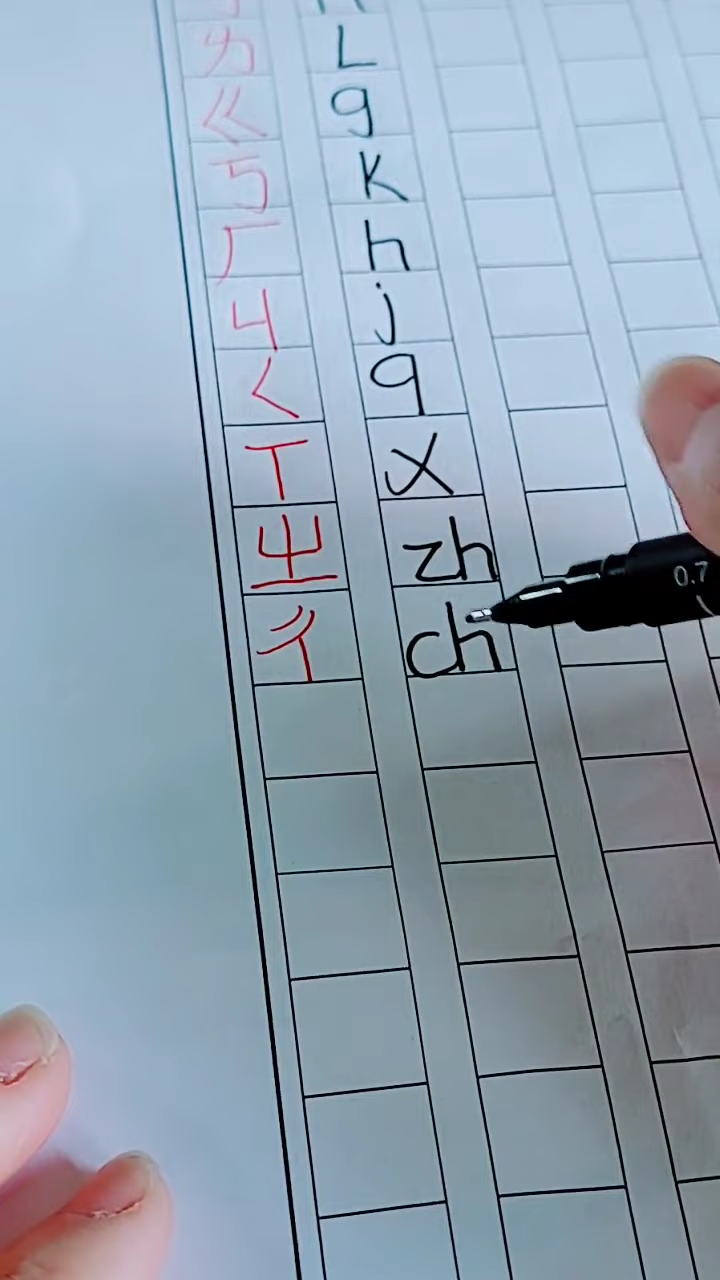 ㄌ L
ㄍ g
ㄎ k
ㄏ h
ㄐ j
ㄑ q
ㄒ x
ㄓ zh
ㄔ ch
0.7